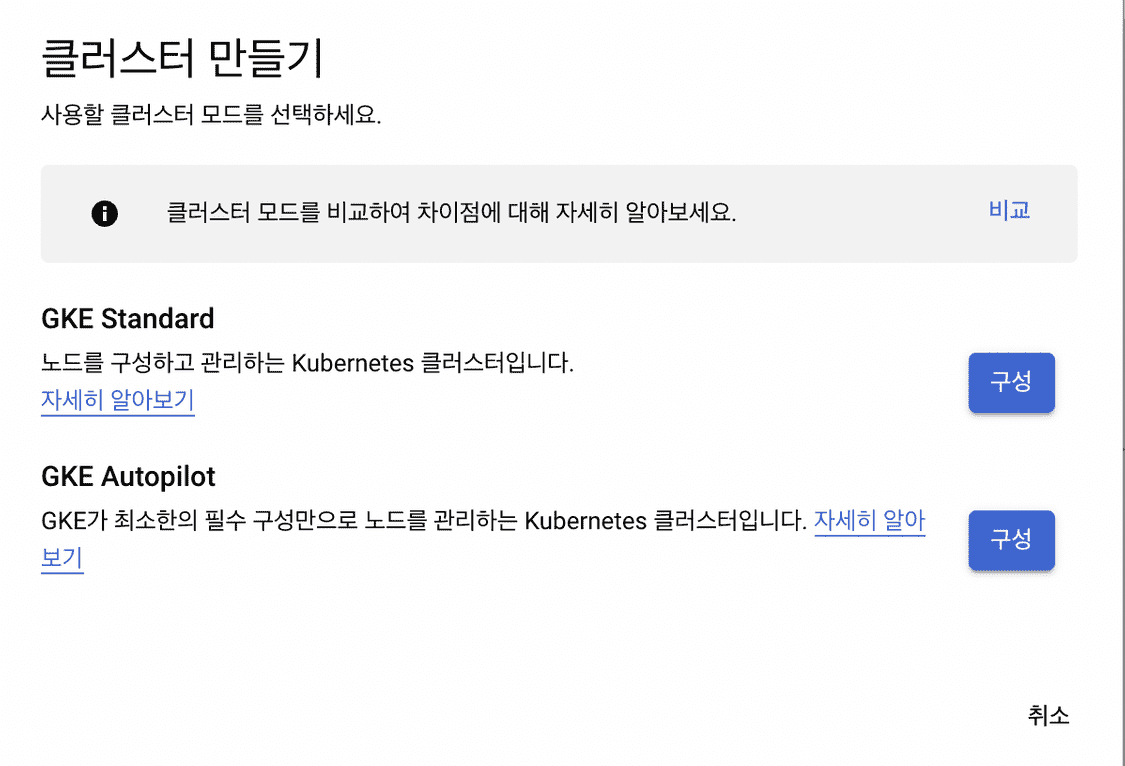 클러스터 만들기
사용할 클러스터 모드를 선택하세요.
클러스터 모드를 비교하여 차이점에 대해 자세히 알아보세요.
비교
GKE Standard
노드를 구성하고 관리하는 Kubernetes 클러스터입니다.
자세히 알아보기
구성
GKE Autopilot
GKE가 최소한의 필수 구성만으로 노드를 관리하는 Kubernetes 클러스터입니다. 자세히 알아
보기
구성
취소